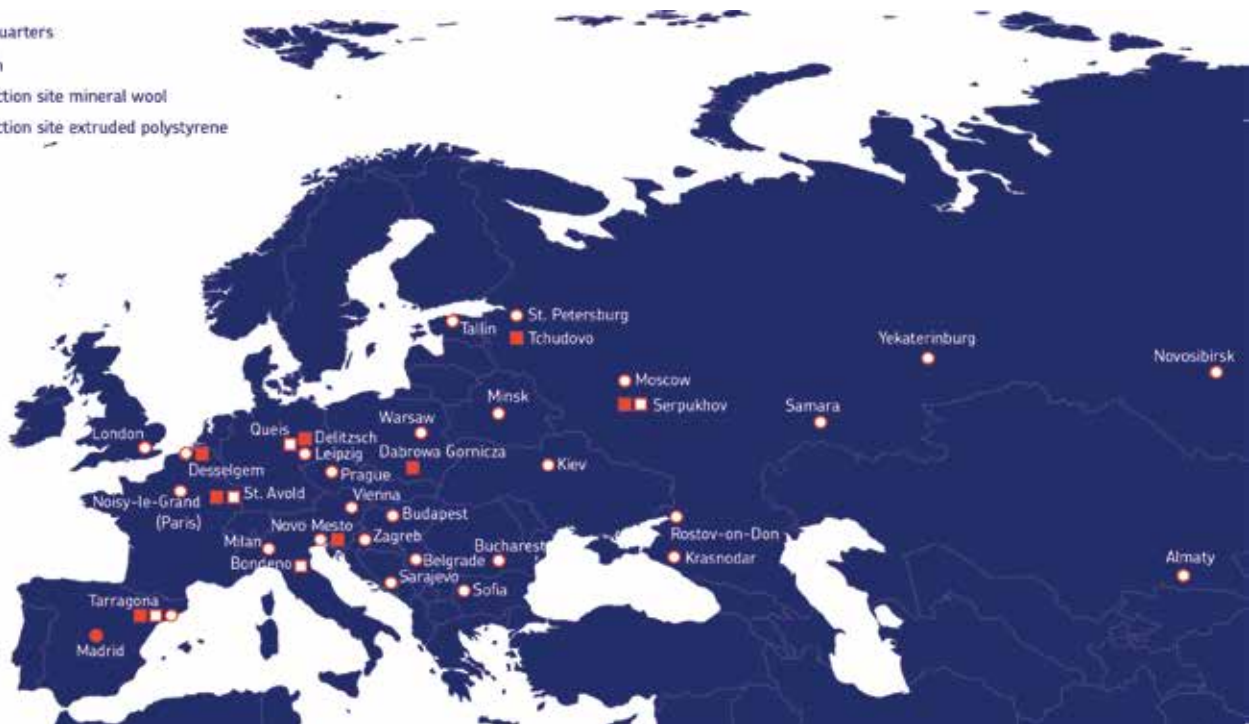 uarters
n
ction site mineral wool
ction site extruded polystyrene
St. Petersburg
Tallin
Tchudovo
Yekaterinburg
Novosibirsk
Moscow
Serpukhov
Minsk
Samara
Warsaw
London
Queis
Delitzsch
Leipzig
Dabrowa Gornicza
Kiev
Desselgem
Prague
St. Avold
Noisy-le-Grand
(Paris)
Vienna
Budapest
Novo Mesto
Zagreb
Milan
Bucharest
Rostov-on-Don
Bondeno
Belgrade
Krasnodar
Almaty
Sarajevo
Sofia
Tarragona
Madrid